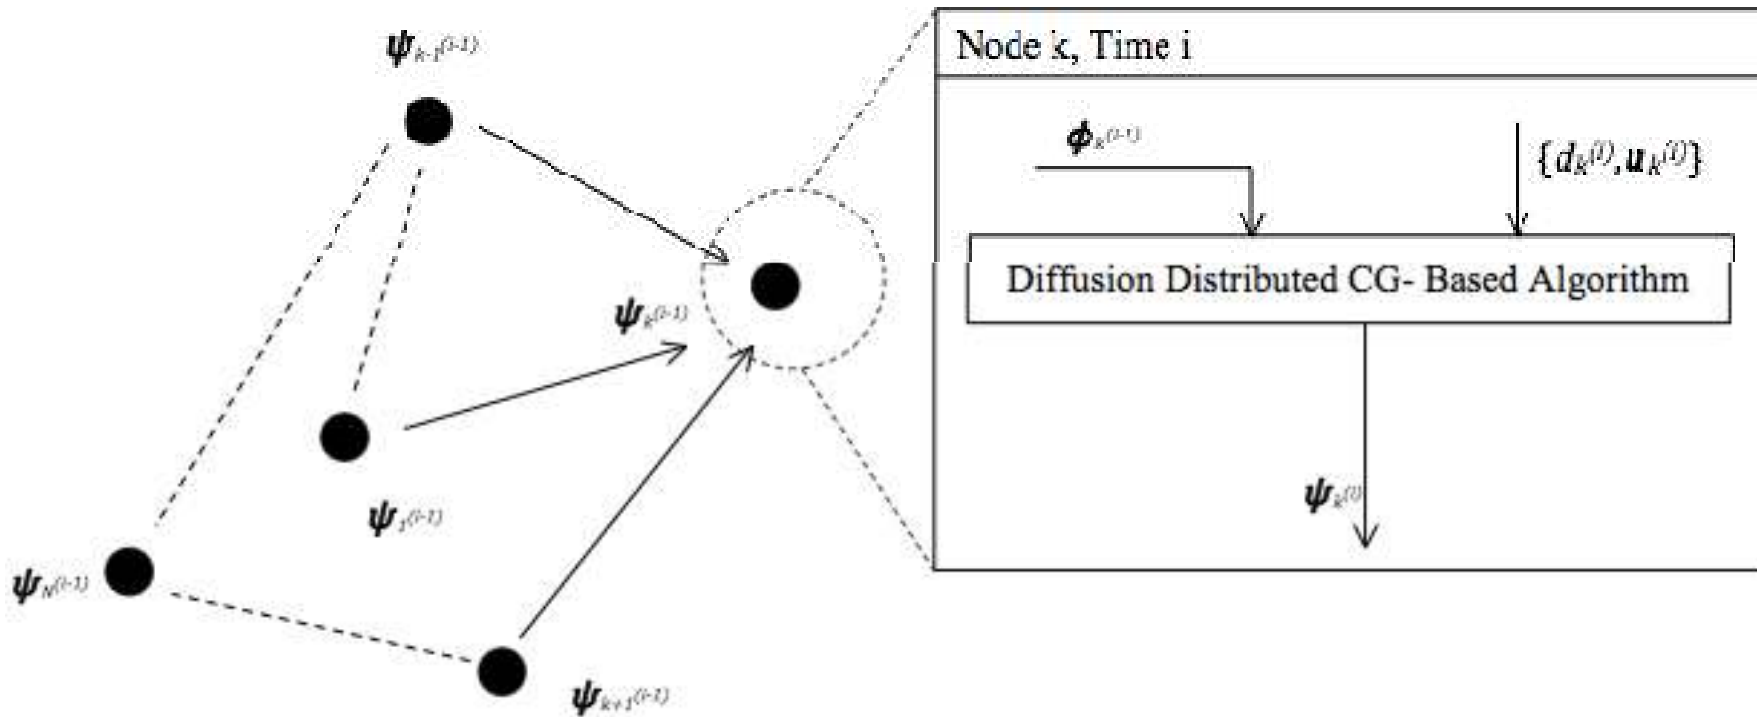 ψk-1(i-1)
Node k, Time i
ϕk(i-1)
{dk(i),uk(i)}
Diffusion Distributed CG- Based Algorithm
ψk(i-1)
ψk(i)
ψ1(i-1)
ψN(i-1)
ψk+1(i-1)